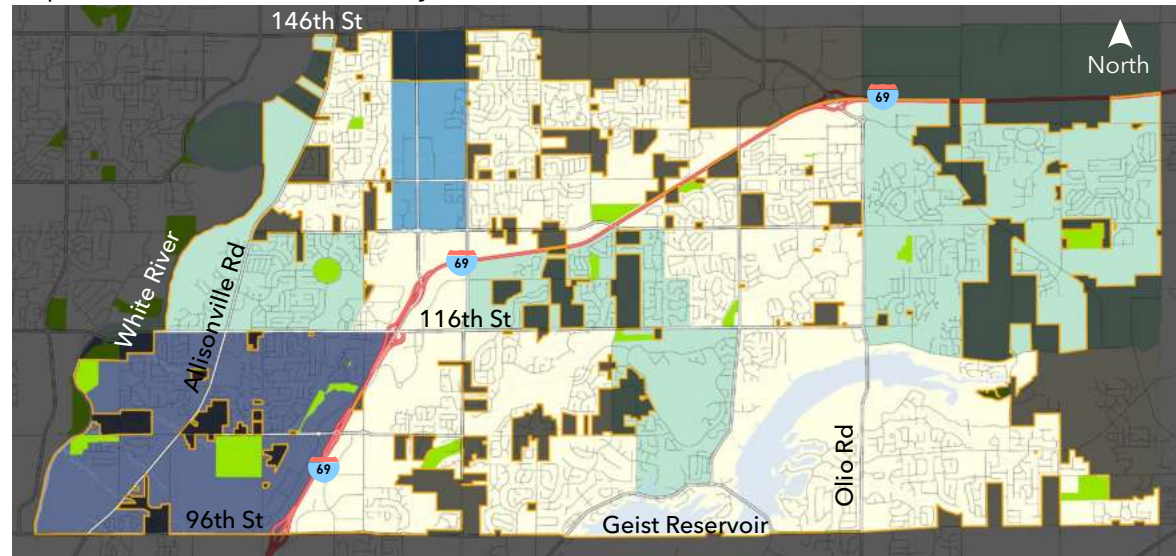 146th St
North
69
White River
Allisonville Rd
69
116th St
Olio Rd
69
96th St
Geist Reservoir